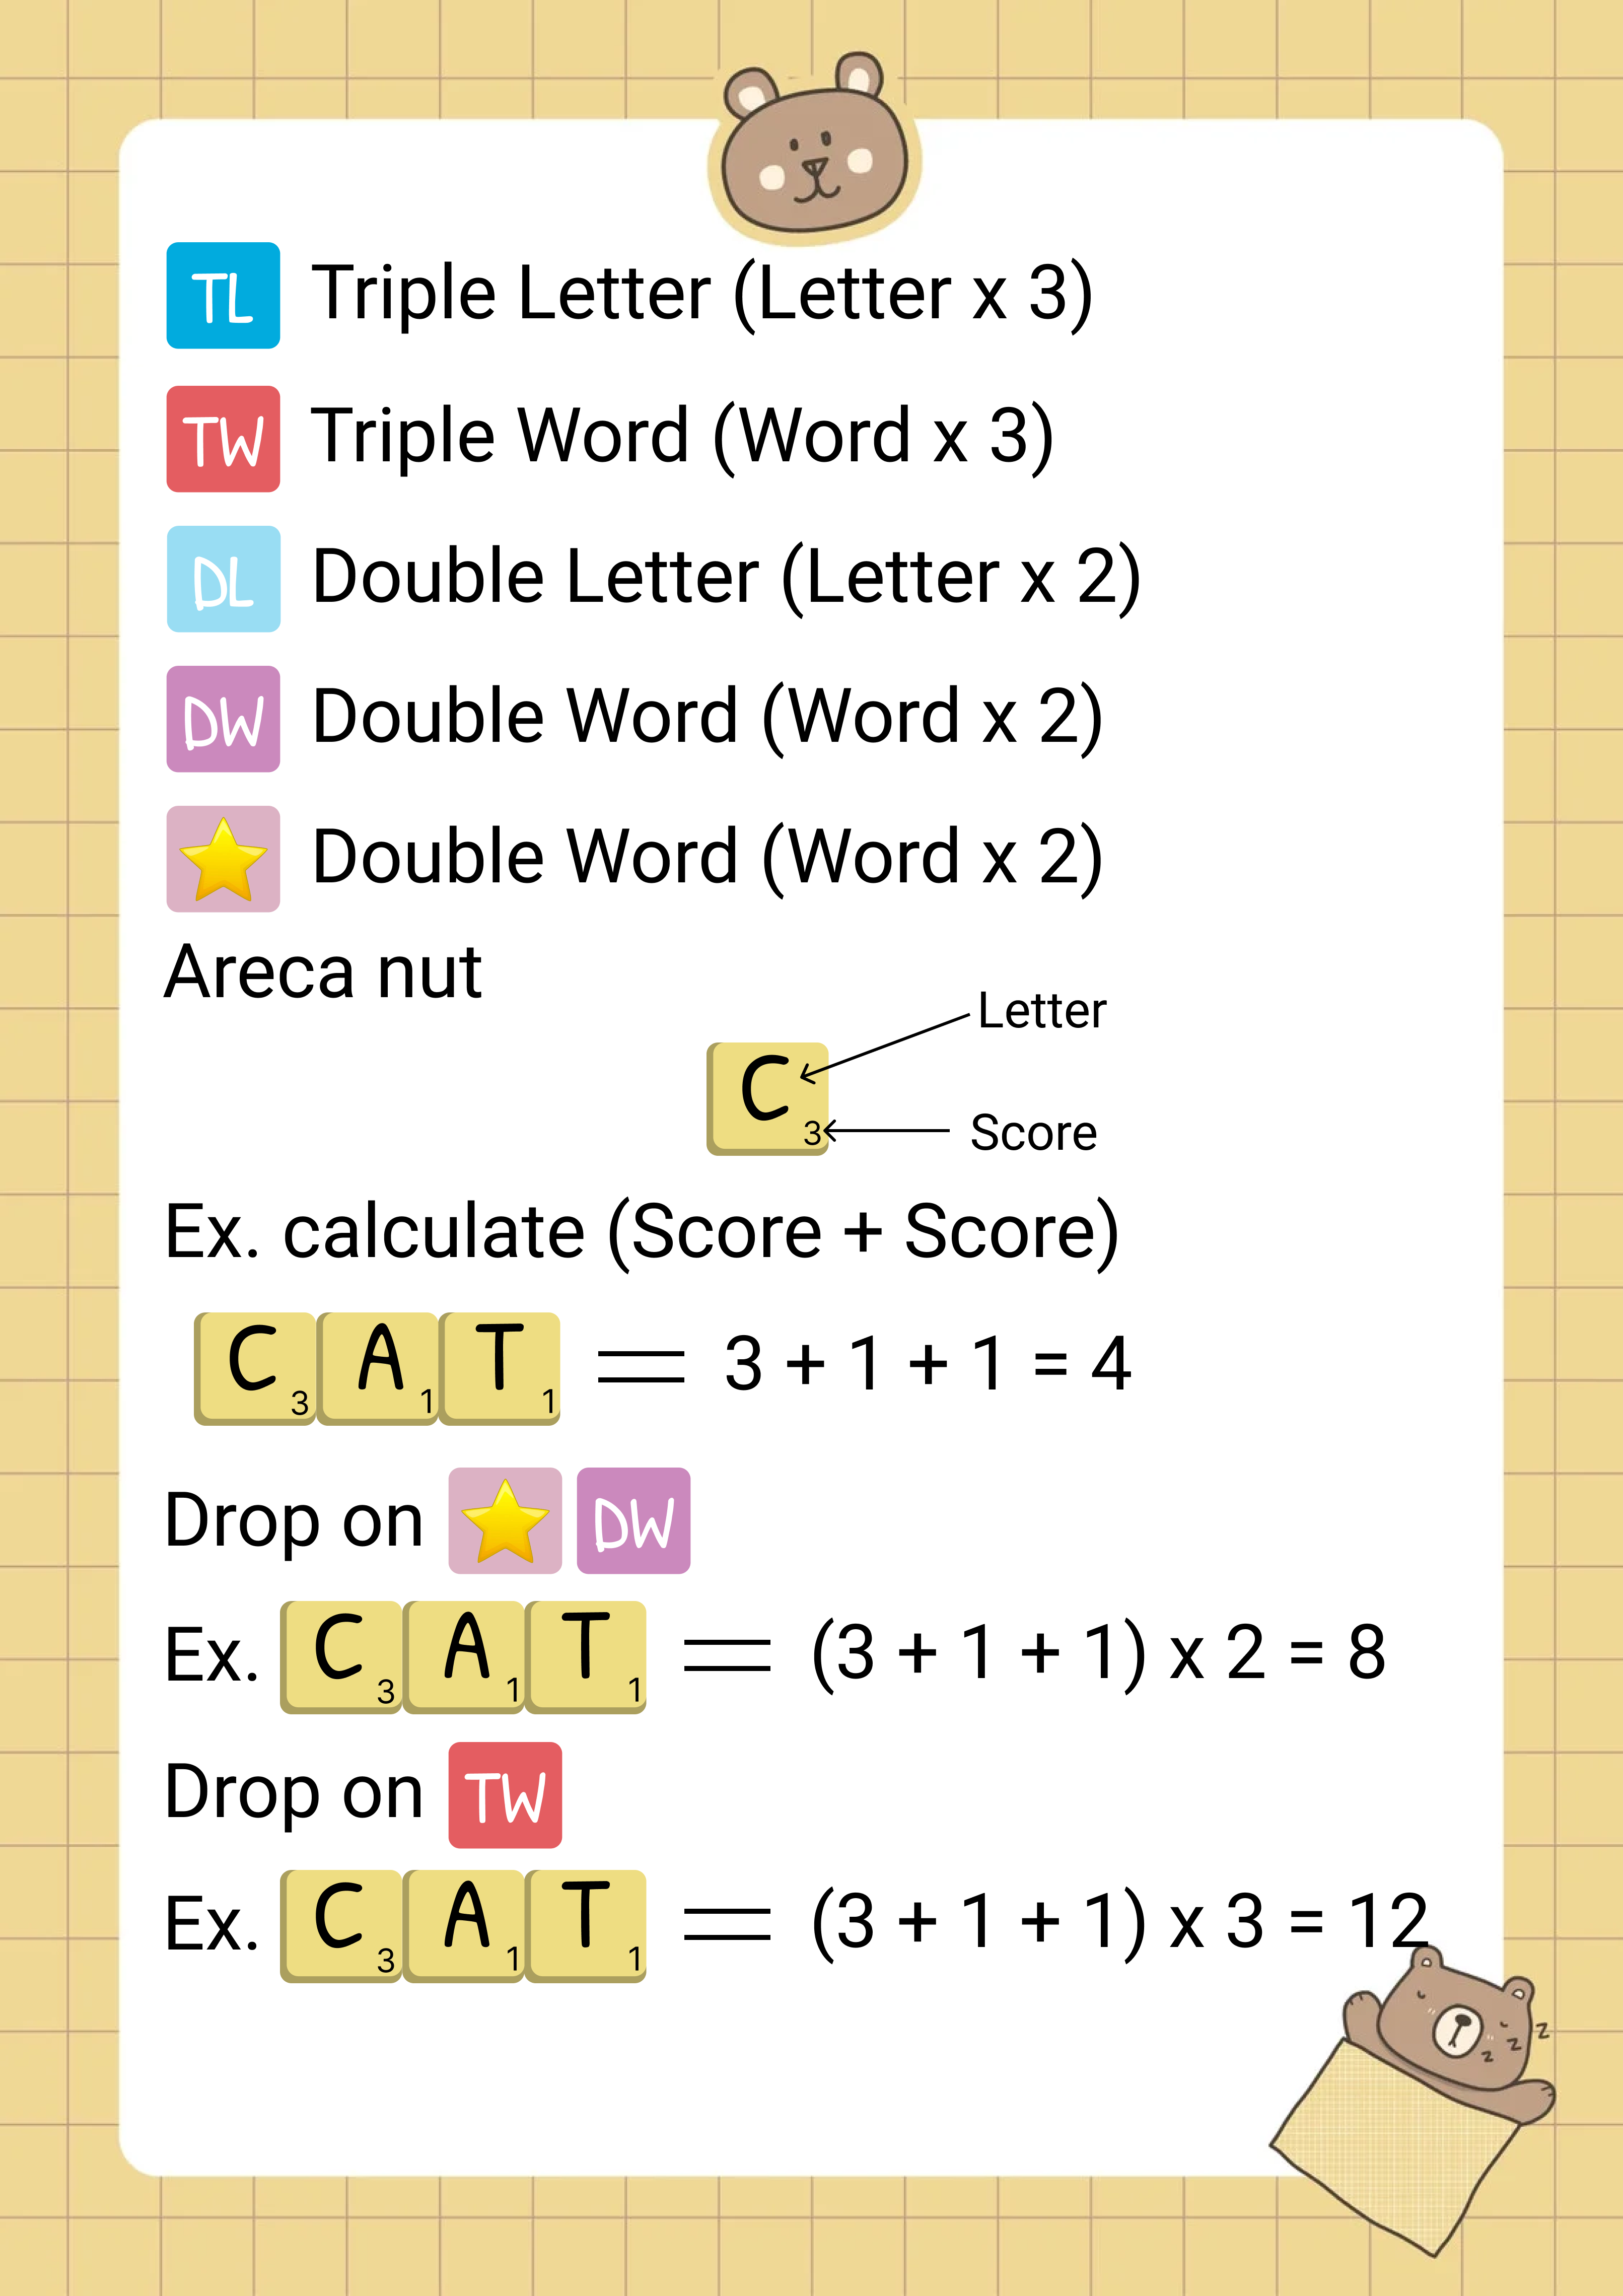 TL Triple Letter (Letter x 3)
TW Triple Word (Word x 3)
DL Double Letter (Letter x 2)
DW Double Word (Word x 2)
Double Word (Word x 2)
Areca nut
Letter
C
3
Score
Ex. calculate (Score + Score)
C 3 A 1 T 1 = 3 + 1 + 1 = 4
Drop on DW
Ex. C 3 A 1 T 1 = (3 + 1 + 1) x 2 = 8
Drop on TW
Ex. C 3 A 1 T 1 = (3 + 1 + 1) x 3 = 12
z z z